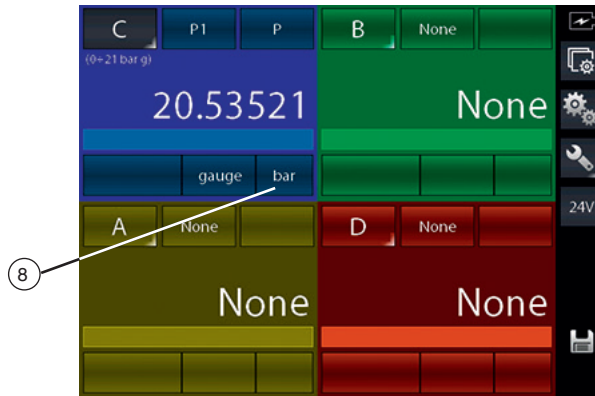 C P1 P
(0÷21 bar g)
20.53521
gauge bar
B None
None
A None
None
D None
None
24V
8